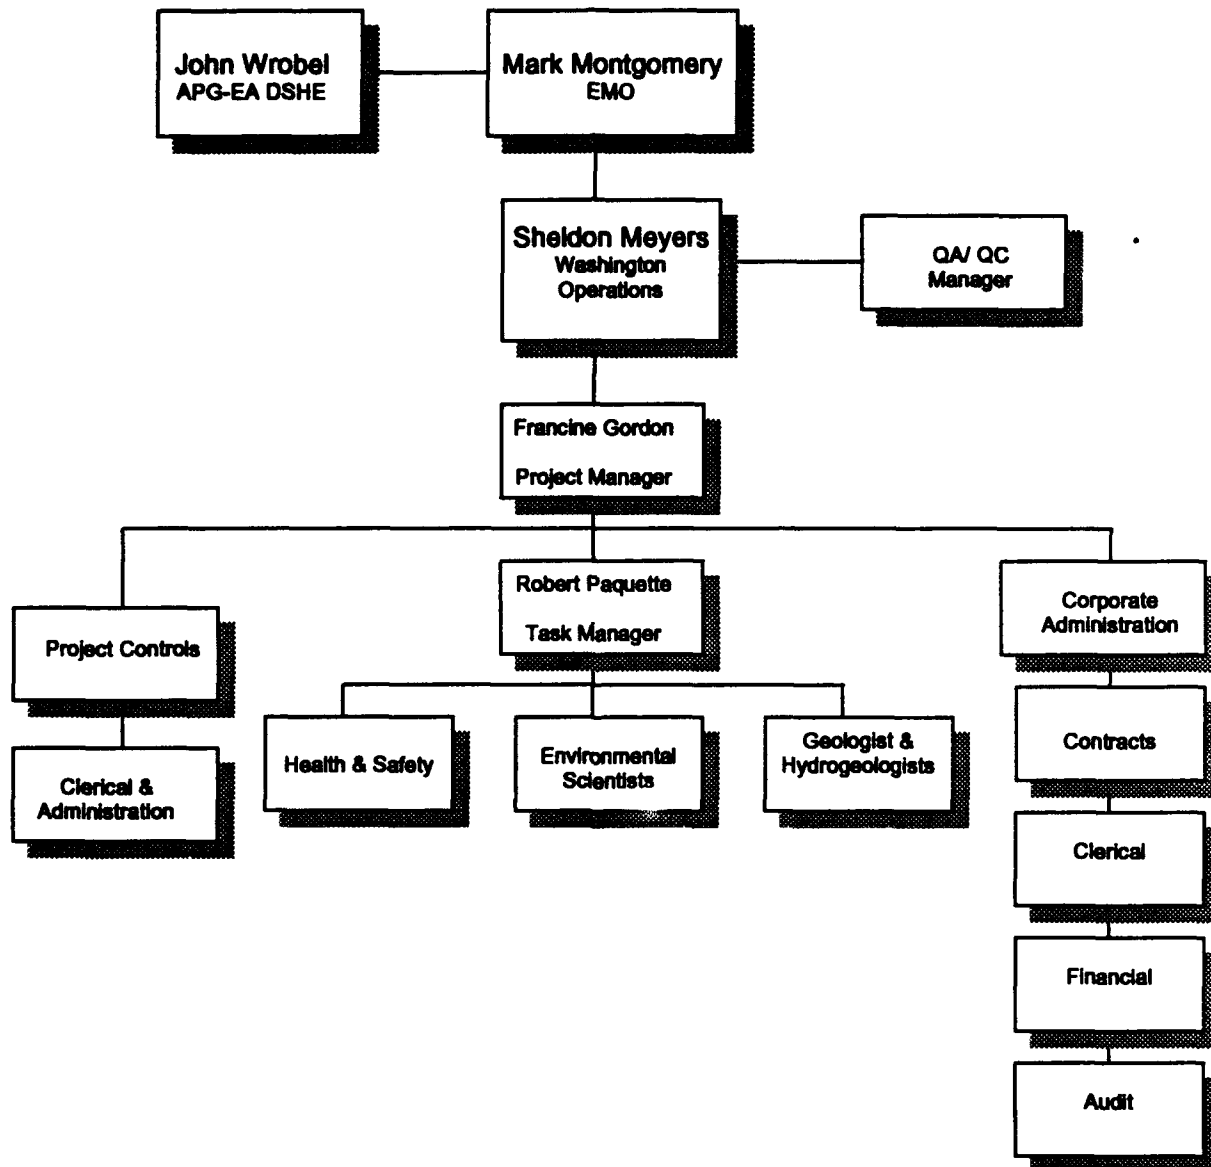 John Wrobel
APG-EA DSHE
Mark Montgomery
EMO
Sheldon Meyers
Washington
Operations
QA/ QC
Manager
Francine Gordon
Project Manager
Robert Paquette
Task Manager
Corporate
Administration
Project Controls
Contracts
Health & Safety
Environmental
Scientists
Geologist &
Hydrogeologists
Clerical &
Administration
Clerical
Financial
Audit